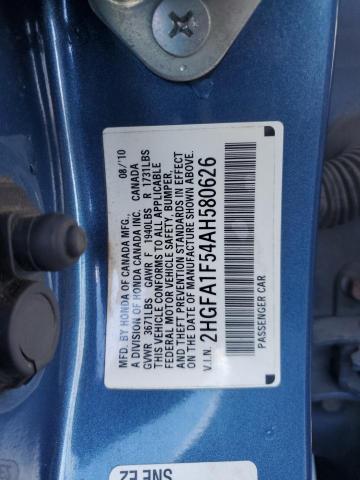 MFD. BY HONDA OF CANADA MFG., 08/'10
A DIVISION OF HONDA CANADA INC. CANADA
GVWR 3671LBS GAWR F 1940LBS R 1731LBS
THIS VEHICLE CONFORMS TO ALL APPLICABLE
FEDERAL MOTOR VEHICLE SAFETY, BUMPER,
AND THEFT PREVENTION STANDARDS IN EFFECT
ON THE DATE OF MANUFACTURE SHOWN ABOVE.
V.I.N. 2HGFA1F54AH580626
PASSENGER CAR